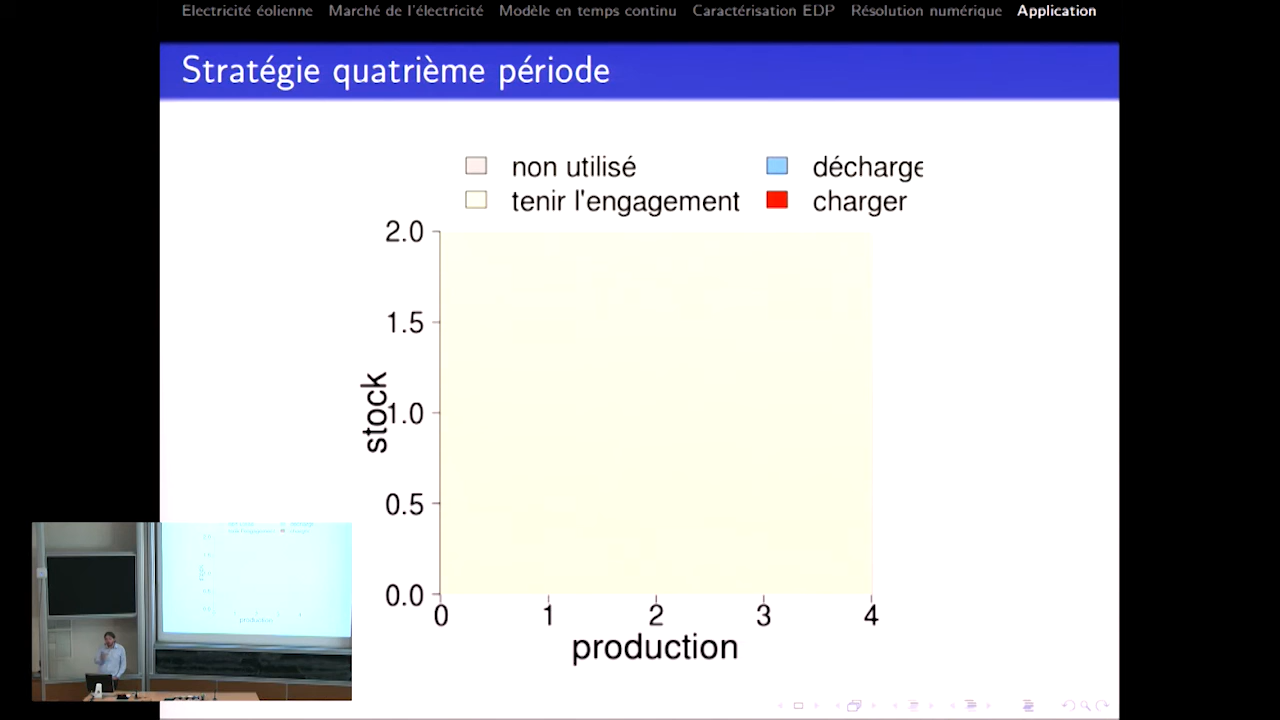 Electricité éolienne Marché de l'électricité Modèle en temps continu Caractérisation EDP Résolution numérique Application
Stratégie quatrième période
non utilisé décharge
tenir l'engagement charger
2.0
1.5
1.0
0.5
0.0
stock
0 1 2 3 4
production
production